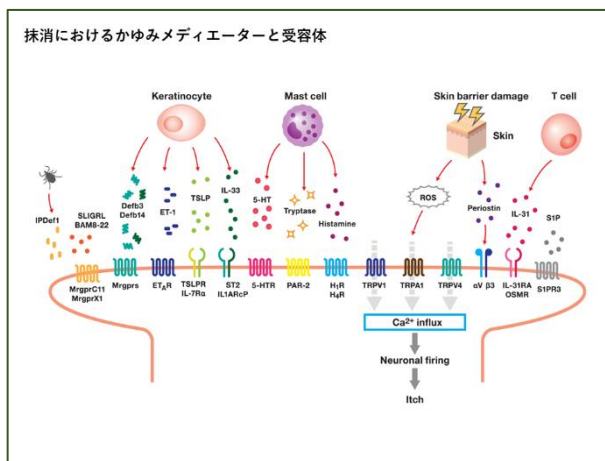 抹消におけるかゆみメディエーターと受容体
Keratinocyte
Mast cell
Skin barrier damage
T cell
Skin
IPDef1
SLIGRL
BAM8-22
Defb3
Defb14
ET-1
TSLP
IL-33
5-HT
Tryptase
Histamine
ROS
Periostin
IL-31
S1P
MrgprC11
MrgprX1
Mrgprs
ETAR
TSLPR
IL-7Rα
ST2
IL1ARcP
5-HTR
PAR-2
H1R
H4R
TRPV1
TRPA1
TRPV4
αV β3
IL-31RA
OSMR
S1PR3
Ca²⁺ influx
Neuronal firing
Itch